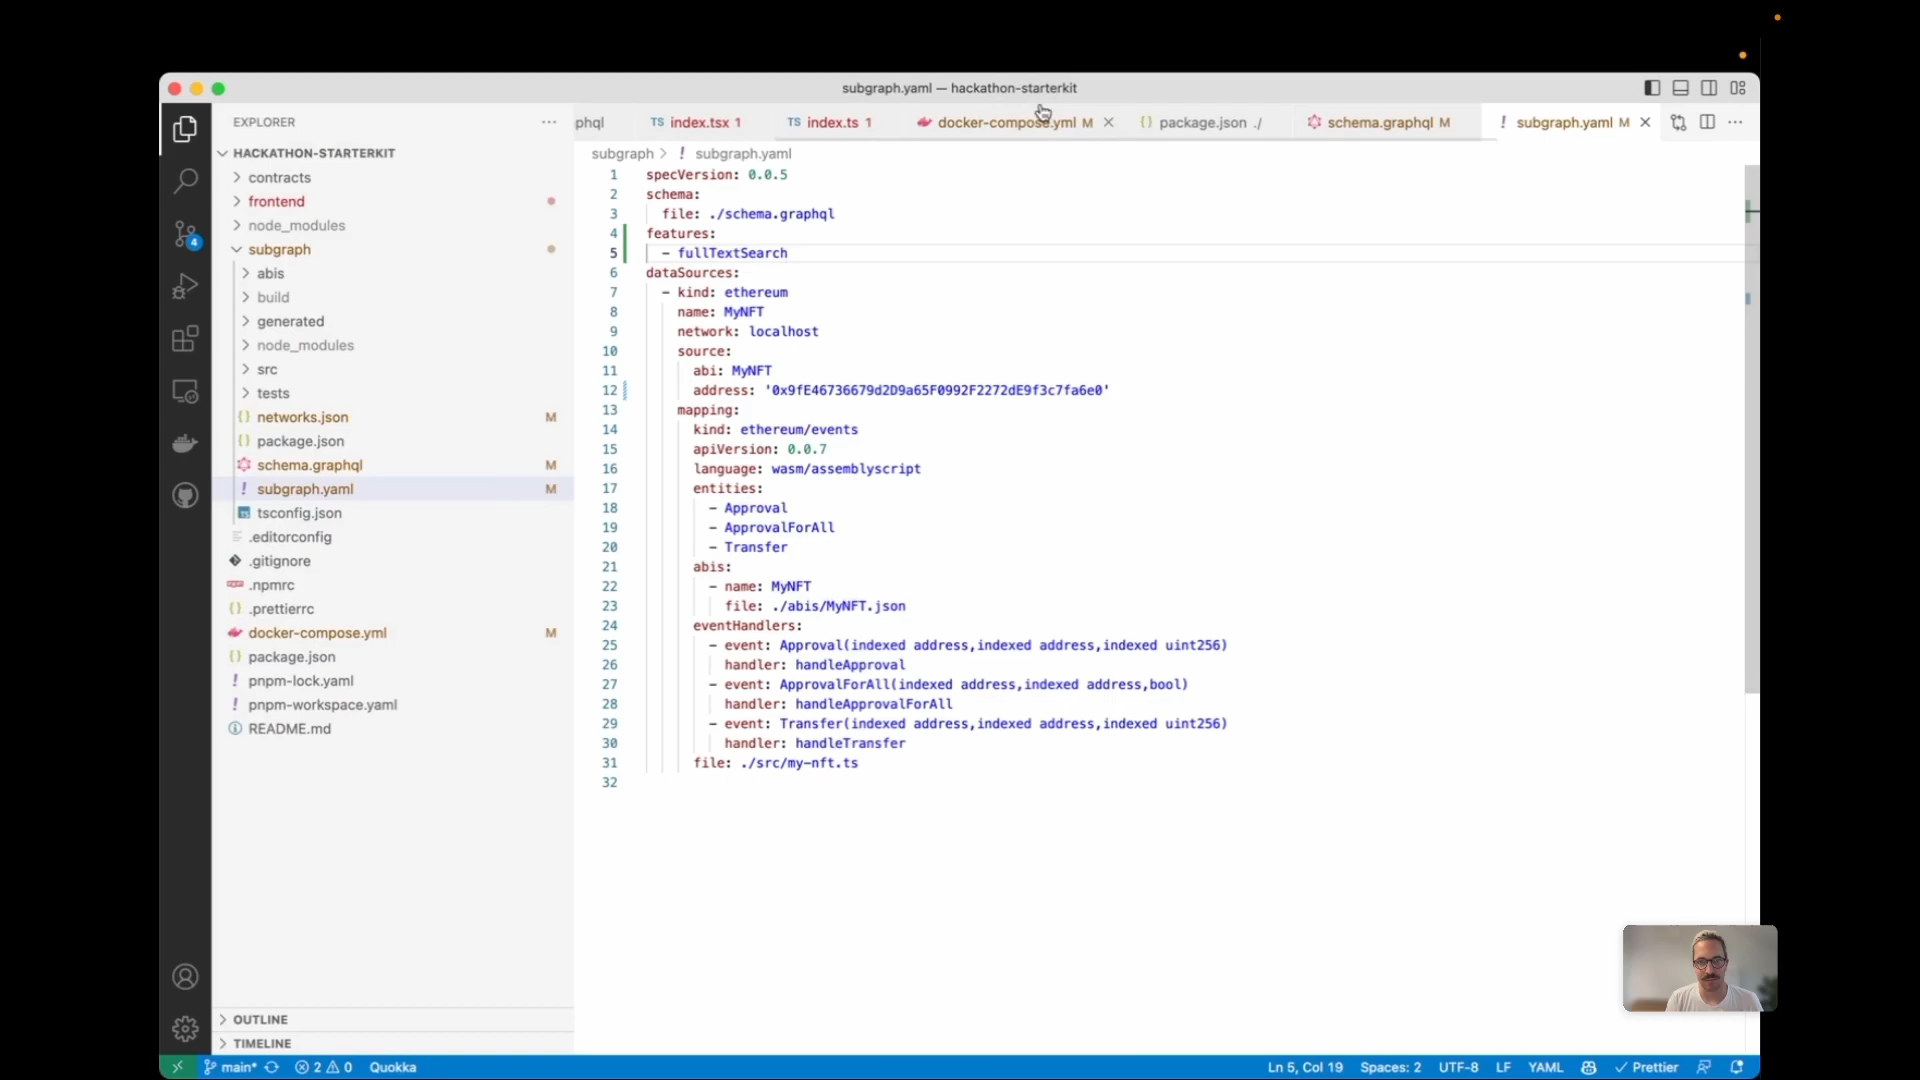 subgraph.yaml — hackathon-starterkit
EXPLORER
HACKATHON-STARTERKIT
contracts
frontend
node_modules
subgraph
abis
build
generated
node_modules
src
tests
networks.json M
package.json
schema.graphql M
subgraph.yaml M
tsconfig.json
.editorconfig
.gitignore
.npmrc
.prettierrc
docker-compose.yml M
package.json
pnpm-lock.yaml
pnpm-workspace.yaml
README.md
OUTLINE
TIMELINE
4
phql TS index.tsx 1 TS index.ts 1 docker-compose.yml M package.json ./ schema.graphql M ! subgraph.yaml M
subgraph > ! subgraph.yaml
1 specVersion: 0.0.5
2 schema:
3 file: ./schema.graphql
4 features:
5 - fullTextSearch
6 dataSources:
7 - kind: ethereum
8 name: MyNFT
9 network: localhost
10 source:
11 abi: MyNFT
12 address: '0x9fE46736679d2D9a65F0992F2272dE9f3c7fa6e0'
13 mapping:
14 kind: ethereum/events
15 apiVersion: 0.0.7
16 language: wasm/assemblyscript
17 entities:
18 - Approval
19 - ApprovalForAll
20 - Transfer
21 abis:
22 - name: MyNFT
23 file: ./abis/MyNFT.json
24 eventHandlers:
25 - event: Approval(indexed address,indexed address,indexed uint256)
26 handler: handleApproval
27 - event: ApprovalForAll(indexed address,indexed address,bool)
28 handler: handleApprovalForAll
29 - event: Transfer(indexed address,indexed address,indexed uint256)
30 handler: handleTransfer
31 file: ./src/my-nft.ts
32
main* 2 0 Quokka Ln 5, Col 19 Spaces: 2 UTF-8 LF YAML Prettier